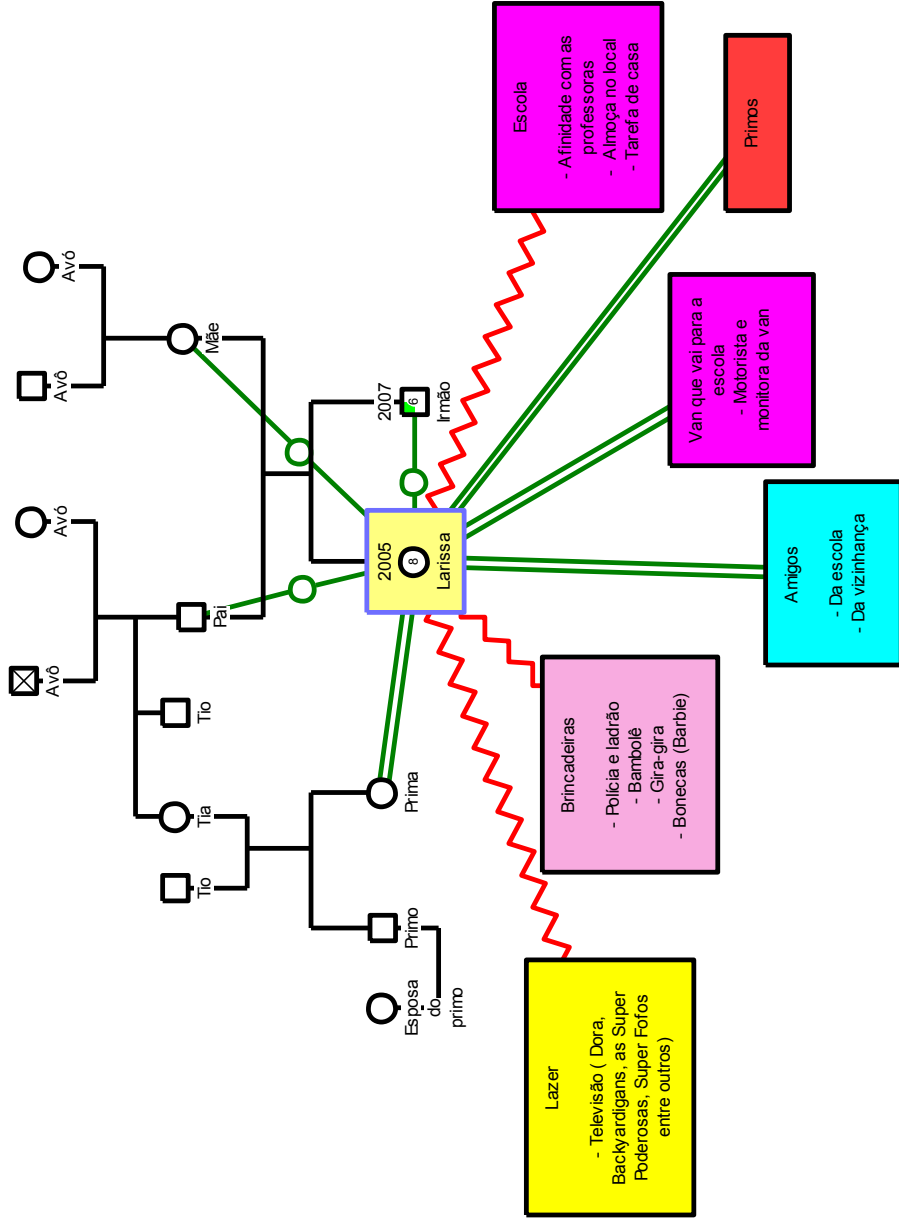 Avô
Avó
Avô
Avó
Tio
Tia
Tio
Pai
Mãe
Esposa
do
primo
Primo
Prima
2005
8
Larissa
2007
6
Irmão
Lazer
- Televisão ( Dora,
Backyardigans, as Super
Poderosas, Super Fofos
entre outros)
Brincadeiras
- Polícia e ladrão
- Bambolê
- Gira-gira
- Bonecas (Barbie)
Amigos
- Da escola
- Da vizinhança
Van que vai para a
escola
- Motorista e
monitora da van
Primos
Escola
- Afinidade com as
professoras
- Almoça no local
- Tarefa de casa